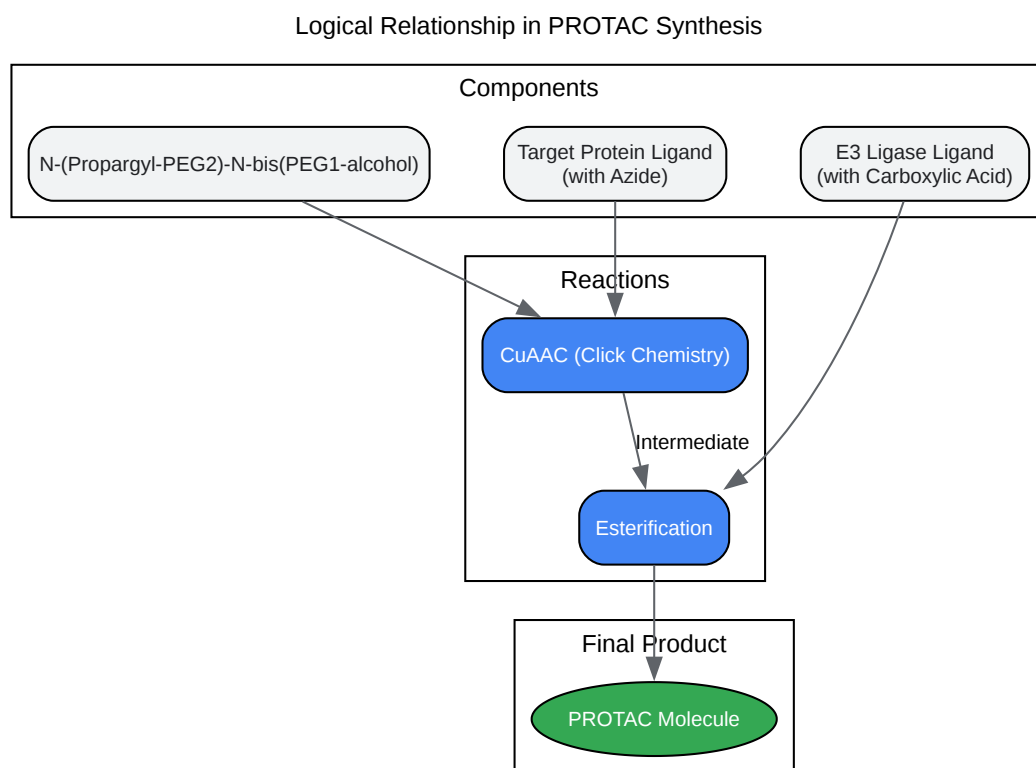 Logical Relationship in PROTAC Synthesis
Components
N-(Propargyl-PEG2)-N-bis(PEG1-alcohol)
Target Protein Ligand
(with Azide)
E3 Ligase Ligand
(with Carboxylic Acid)
Reactions
CuAAC (Click Chemistry)
Intermediate
Esterification
Final Product
PROTAC Molecule